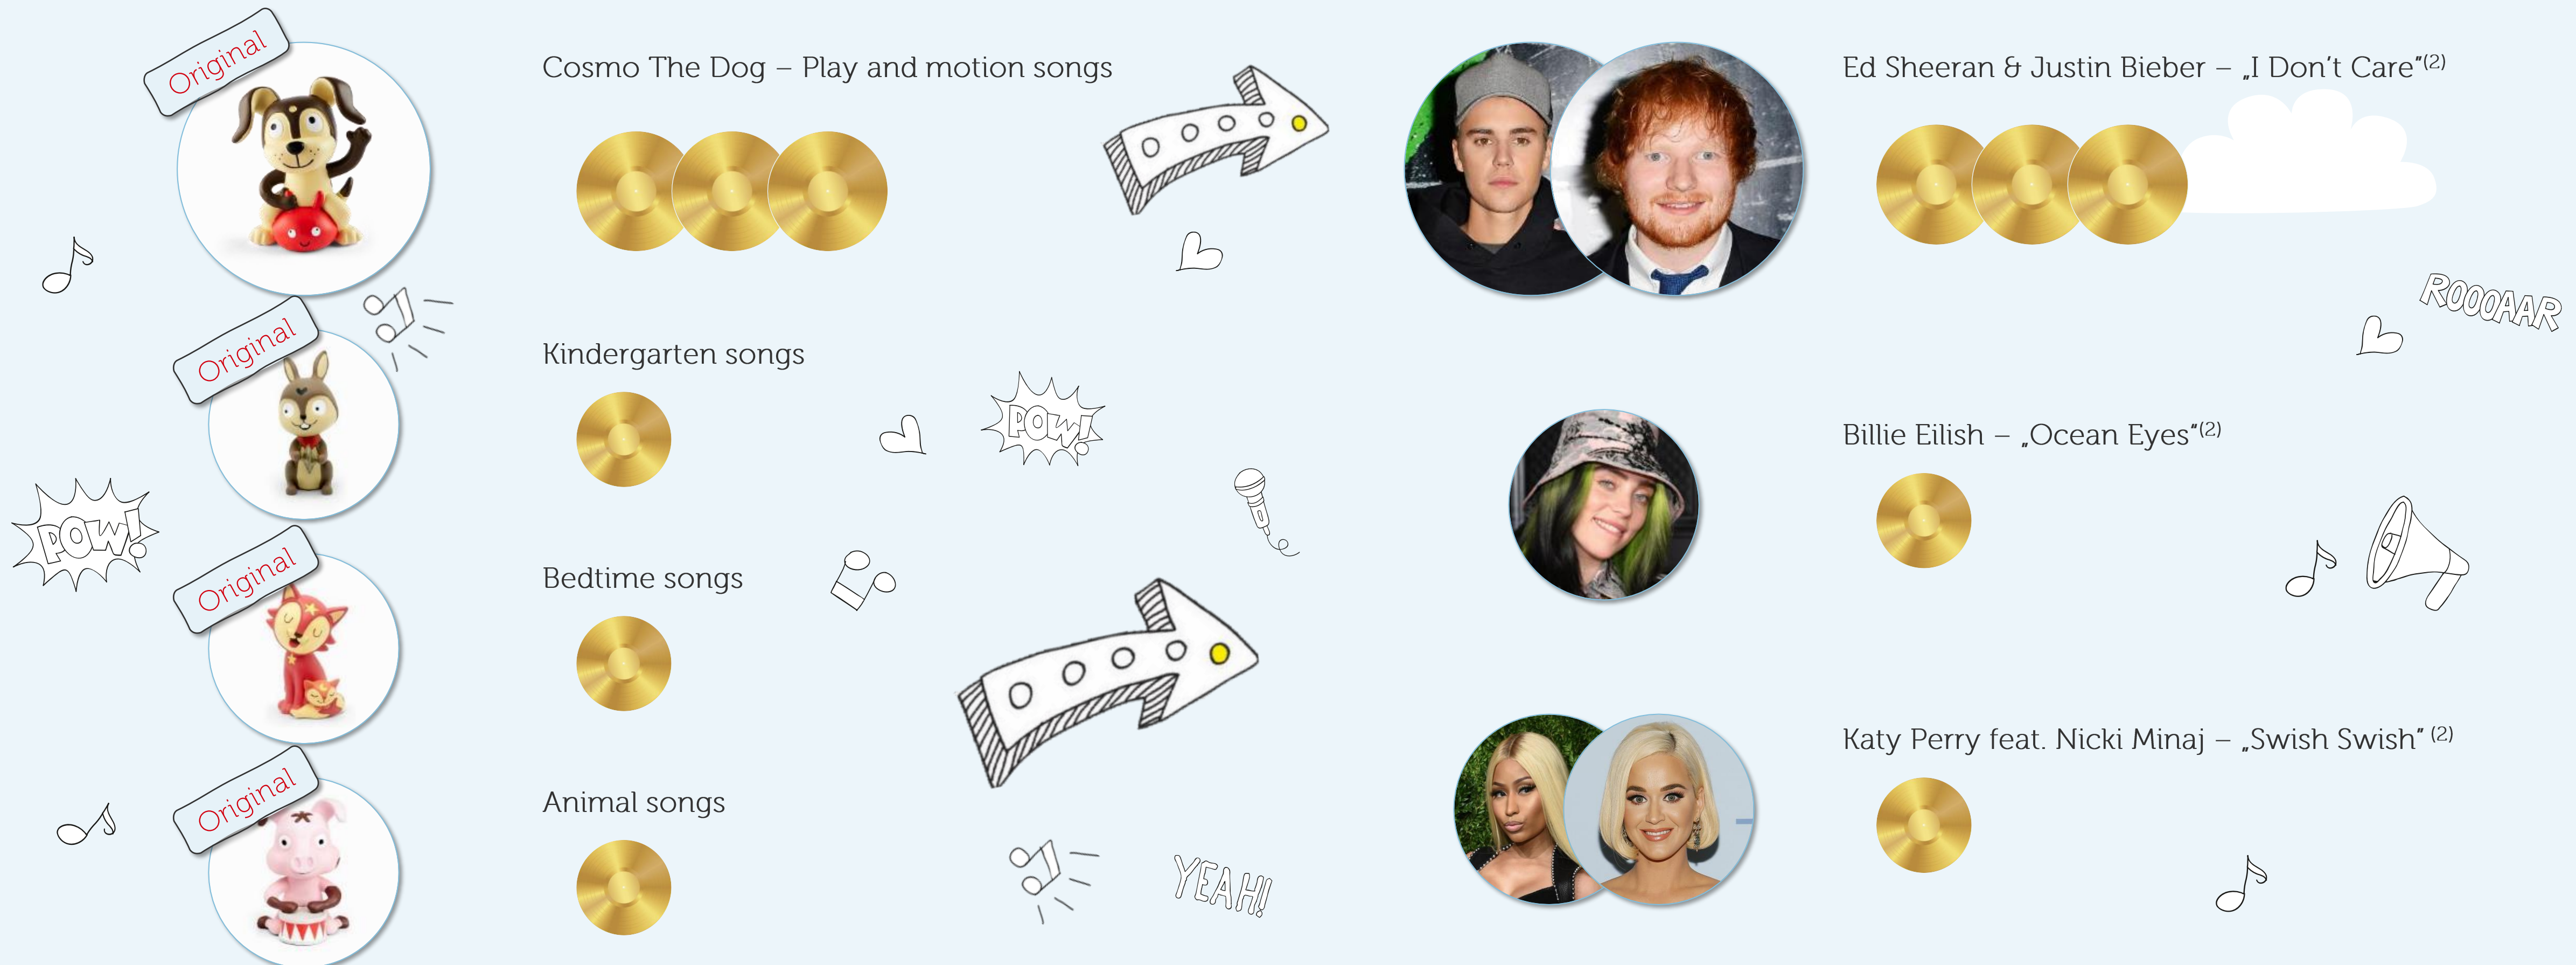 Original
Cosmo The Dog – Play and motion songs
Original
Kindergarten songs
POW!
POW!
Original
Bedtime songs
Original
Animal songs
YEAH!
Ed Sheeran & Justin Bieber – „I Don’t Care”(2)
ROOOAAR
Billie Eilish – „Ocean Eyes”(2)
Katy Perry feat. Nicki Minaj – „Swish Swish” (2)